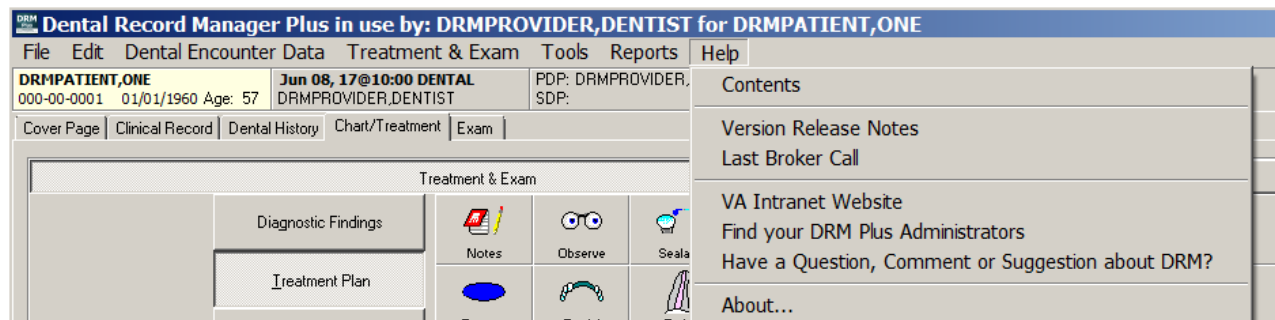 Dental Record Manager Plus in use by: DRMPROVIDER,DENTIST for DRMPATIENT,ONE
File Edit Dental Encounter Data Treatment & Exam Tools Reports Help
DRMPATIENT,ONE Jun 08, 17@10:00 DENTAL PDP: DRMPROVIDER,
000-00-0001 01/01/1960 Age: 57 DRMPROVIDER,DENTIST SDP:
Cover Page Clinical Record Dental History Chart/Treatment Exam
Treatment & Exam
Diagnostic Findings
Notes Observe Seala
Treatment Plan
Contents
Version Release Notes
Last Broker Call
VA Intranet Website
Find your DRM Plus Administrators
Have a Question, Comment or Suggestion about DRM?
About...